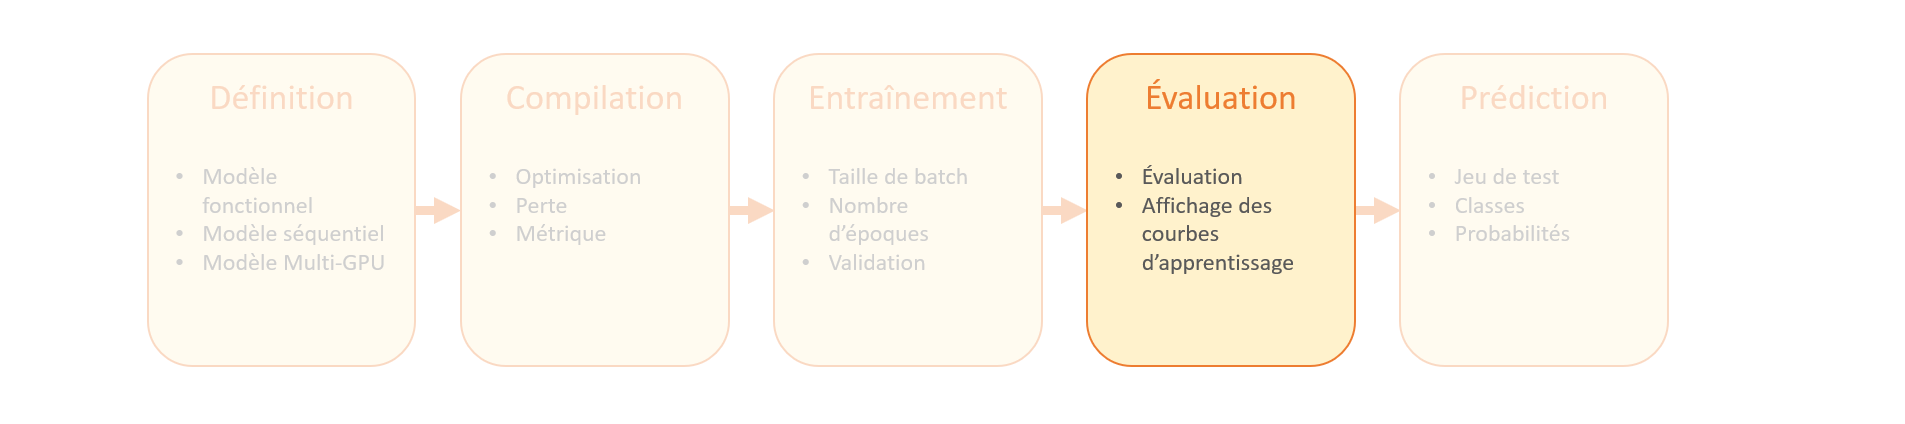 Définition
• Modèle
fonctionnel
• Modèle séquentiel
• Modèle Multi-GPU
Compilation
• Optimisation
• Perte
• Métrique
Entraînement
• Taille de batch
• Nombre
d’époques
• Validation
Évaluation
• Évaluation
• Affichage des
courbes
d’apprentissage
Prédiction
• Jeu de test
• Classes
• Probabilités